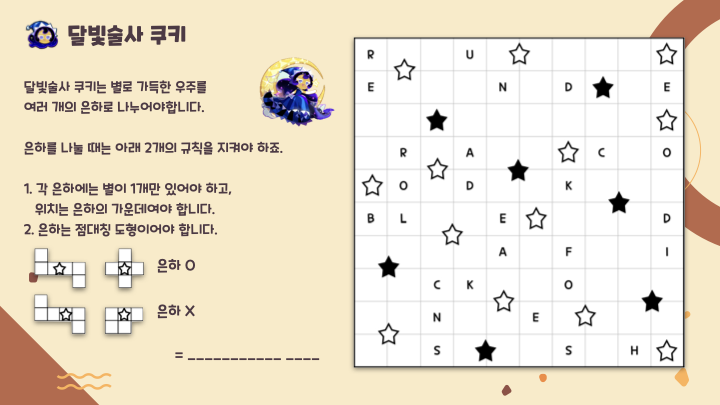 달빛술사 쿠키
달빛술사 쿠키는 별로 가득한 우주를
여러 개의 은하로 나누어야합니다.
은하를 나눌 때는 아래 2개의 규칙을 지켜야 하죠.
1. 각 은하에는 별이 1개만 있어야 하고,
위치는 은하의 가운데여야 합니다.
2. 은하는 점대칭 도형이어야 합니다.
은하 O
은하 X
= ___________ ____
R U
E N D E
R A C O
O D K
B L E D
A F I
C K O
N E
S S H